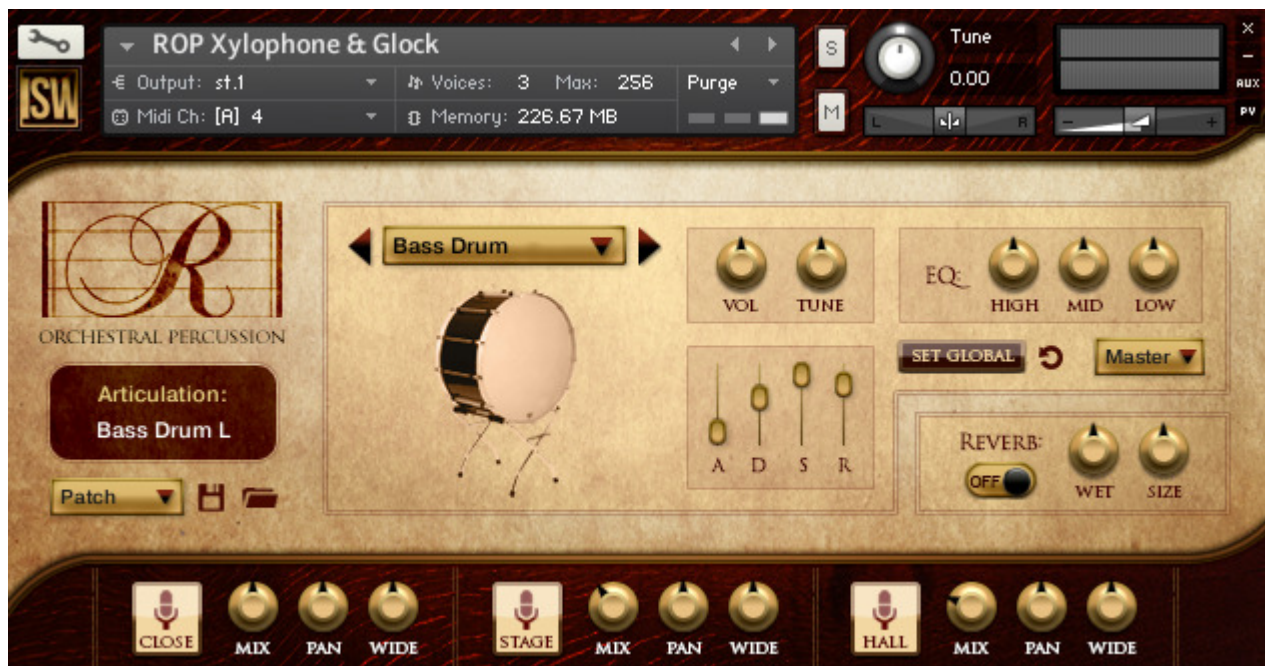 ROP Xylophone & Glock
Output: st.1
Voices: 3 Max: 256
Purge
Midi Ch: [A] 4
Memory: 226.67 MB
ISW
S
M
Tune
0.00
L R
- +
×
-
AUX
PV
R
ORCHESTRAL PERCUSSION
Articulation:
Bass Drum L
Patch
Bass Drum
VOL TUNE
EQ:
HIGH MID LOW
SET GLOBAL
Master
A D S R
REVERB:
OFF
WET SIZE
CLOSE MIX PAN WIDE
STAGE MIX PAN WIDE
HALL MIX PAN WIDE